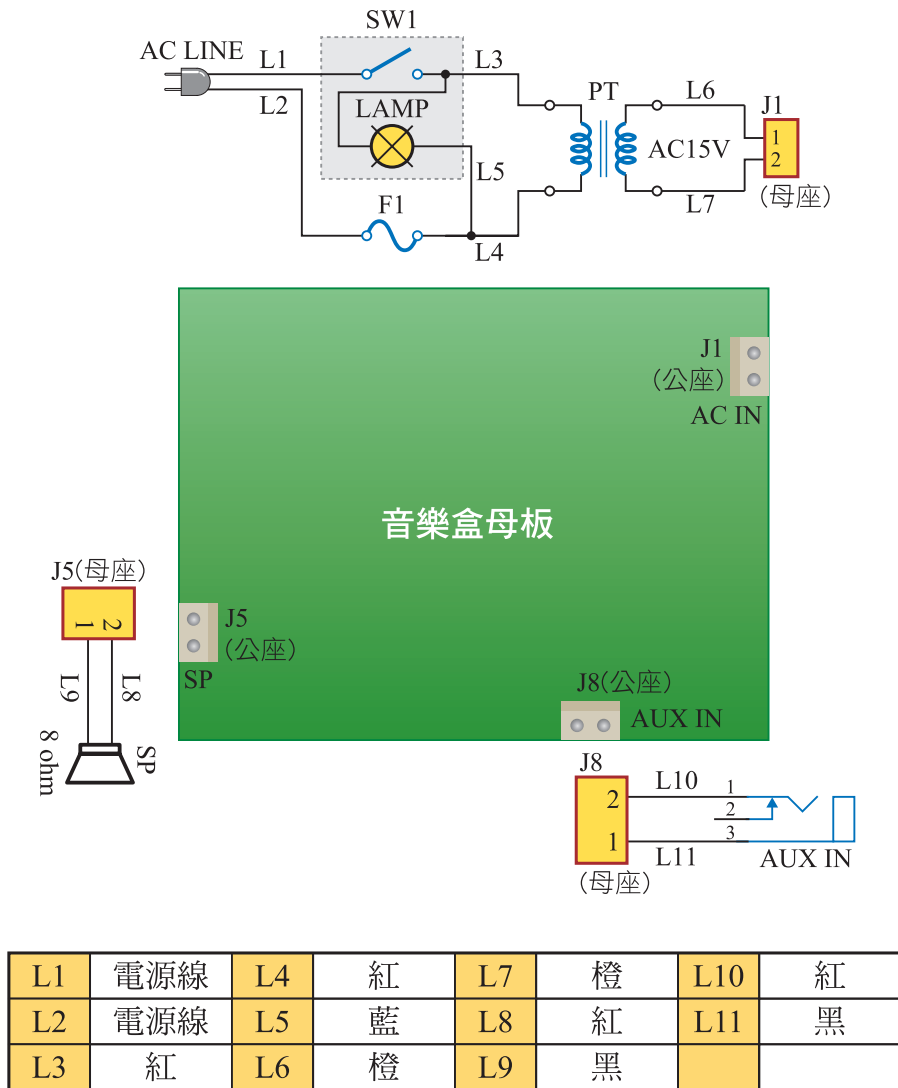 SW1
AC LINE
L1
L3
L2
LAMP
PT
L6
J1
1
2
AC15V
L5
L7
(母座)
F1
L4
J1
(公座)
AC IN
音樂盒母板
J5(母座)
1 2
L9 L8
8 ohm
SP
J5
(公座)
SP
J8(公座)
AUX IN
J8
2
1
L10
L11
1
2
3
AUX IN
(母座)
L1 電源線 L4 紅 L7 橙 L10 紅
L2 電源線 L5 藍 L8 紅 L11 黑
L3 紅 L6 橙 L9 黑